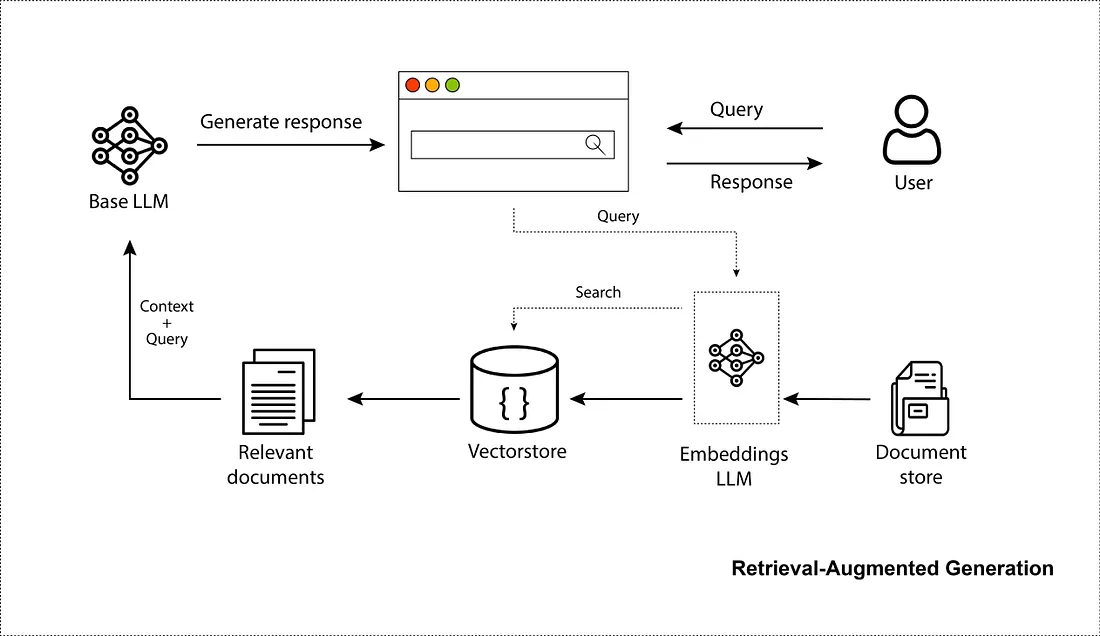 Generate response
Query
Base LLM
Response
User
Query
Context
+
Query
Search
{ }
Relevant
documents
Vectorstore
Embeddings
LLM
Document
store
Retrieval-Augmented Generation